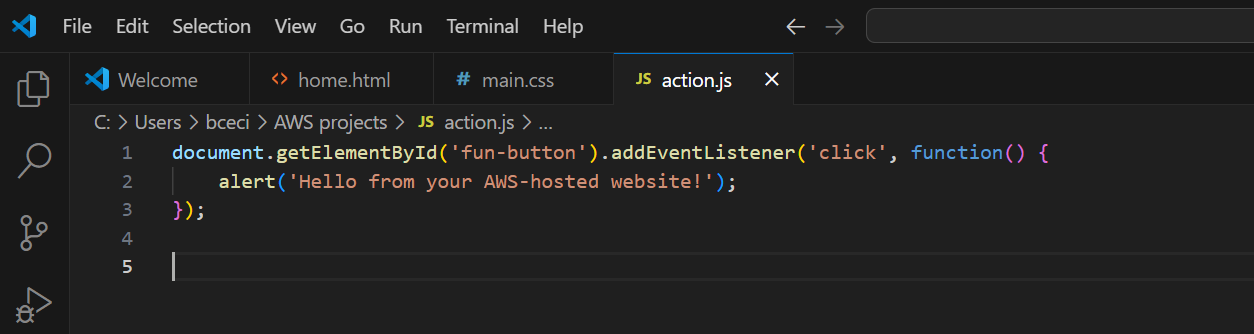 File Edit Selection View Go Run Terminal Help
Welcome home.html main.css JS action.js
C: > Users > bceci > AWS projects > JS action.js > ...
1 document.getElementById('fun-button').addEventListener('click', function() {
2     alert('Hello from your AWS-hosted website!');
3 });
4
5